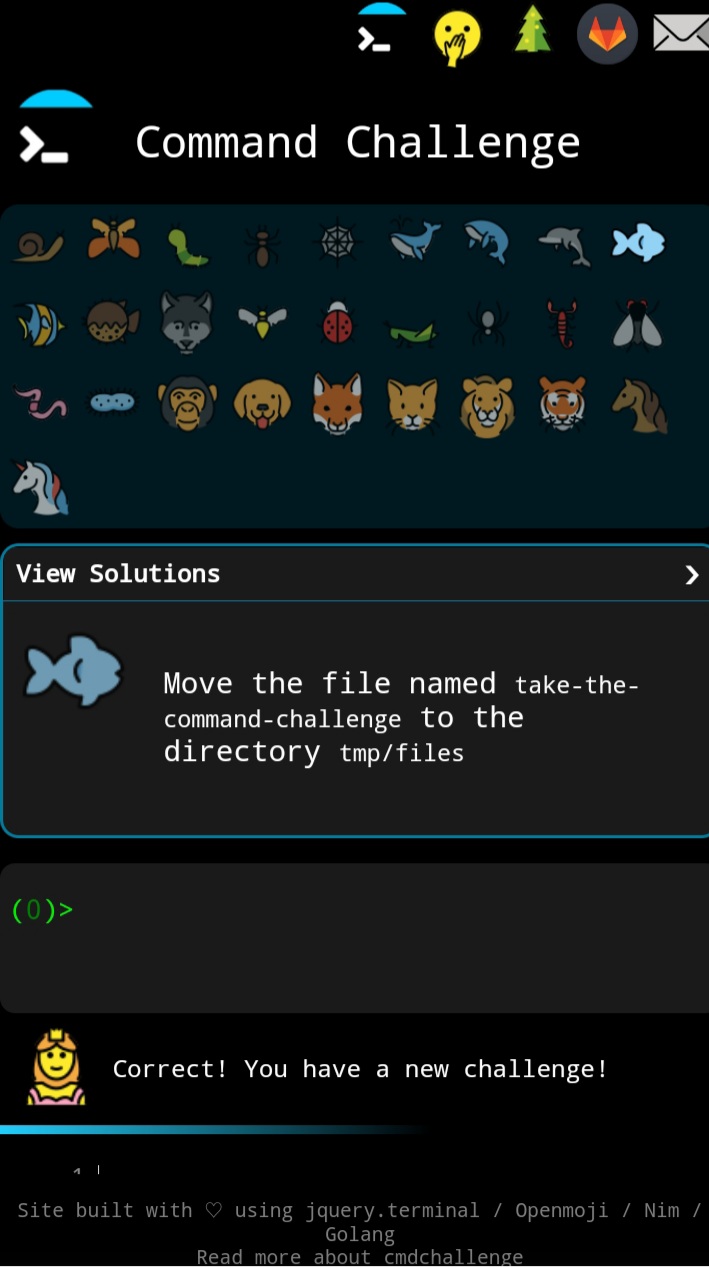 Command Challenge
View Solutions
Move the file named take-the-
command-challenge to the
directory tmp/files
(0)>
Correct! You have a new challenge!
Site built with ♡ using jquery.terminal / Openmoji / Nim /
Golang
Read more about cmdchallenge